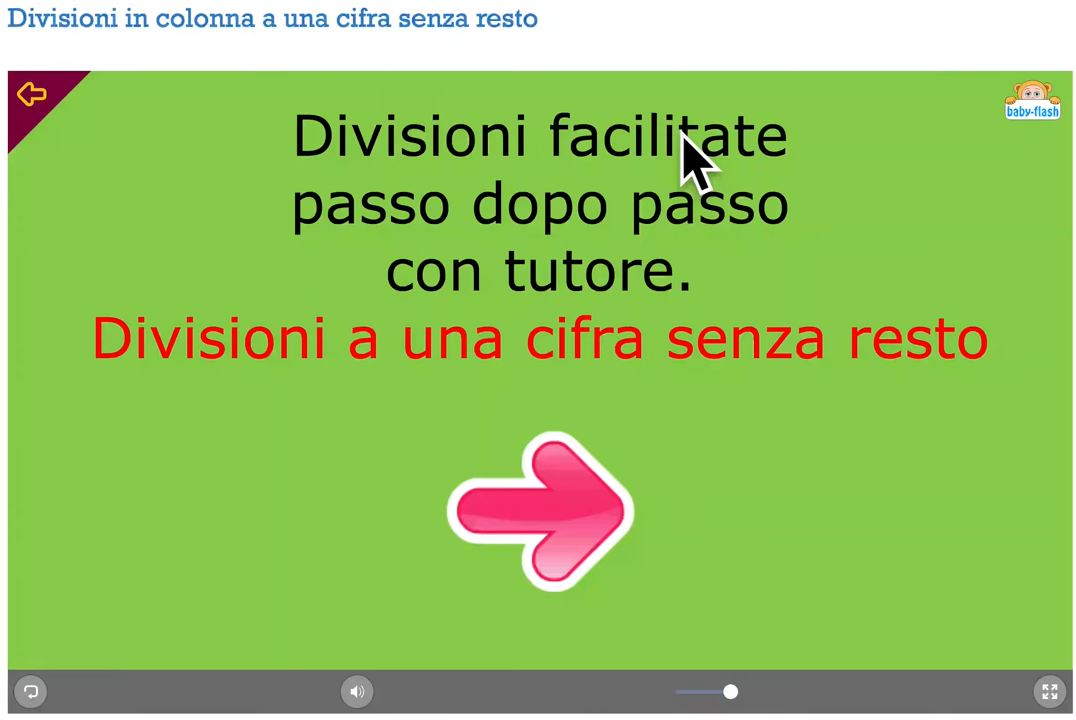 Divisioni in colonna a una cifra senza resto
baby-flash
Divisioni facilitate
passo dopo passo
con tutore.
Divisioni a una cifra senza resto